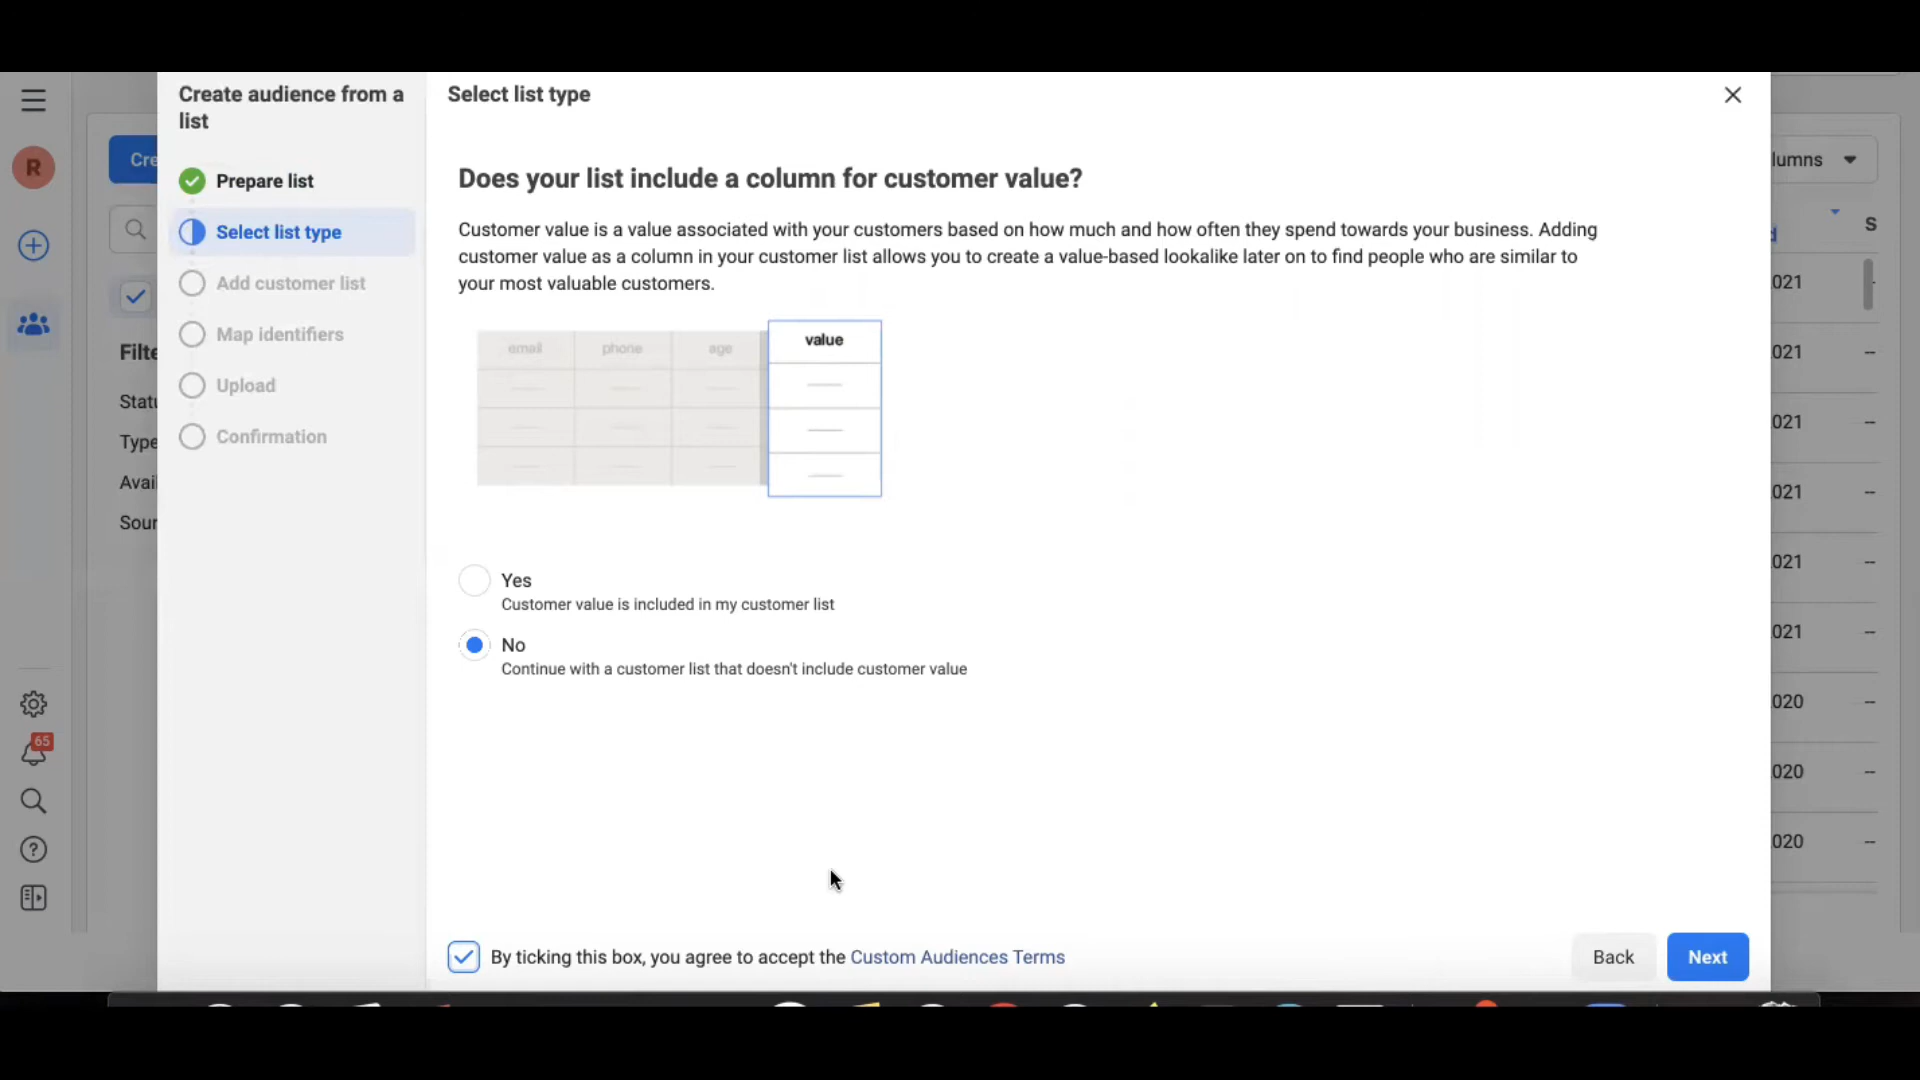 Create audience from a
list
Prepare list
Select list type
Add customer list
Map identifiers
Upload
Confirmation
Select list type
Does your list include a column for customer value?
Customer value is a value associated with your customers based on how much and how often they spend towards your business. Adding
customer value as a column in your customer list allows you to create a value-based lookalike later on to find people who are similar to
your most valuable customers.
email phone age value
Yes
Customer value is included in my customer list
No
Continue with a customer list that doesn't include customer value
By ticking this box, you agree to accept the Custom Audiences Terms
Back Next
R
65
Cre
Filte
Statu
Type
Avail
Sour
lumns
S
021
021 --
021 --
021 --
021 --
021 --
020 --
020 --
020 --